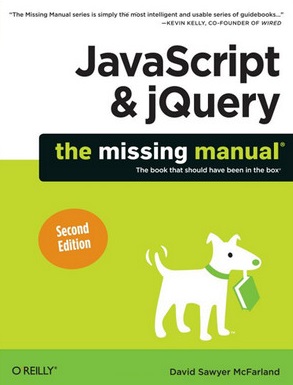 “The Missing Manual series is simply the most intelligent and usable series of guidebooks...”
—KEVIN KELLY, CO-FOUNDER OF WIRED
JavaScript
& jQuery
the missing manual®
The book that should have been in the box®
Second
Edition
O'REILLY®
David Sawyer McFarland